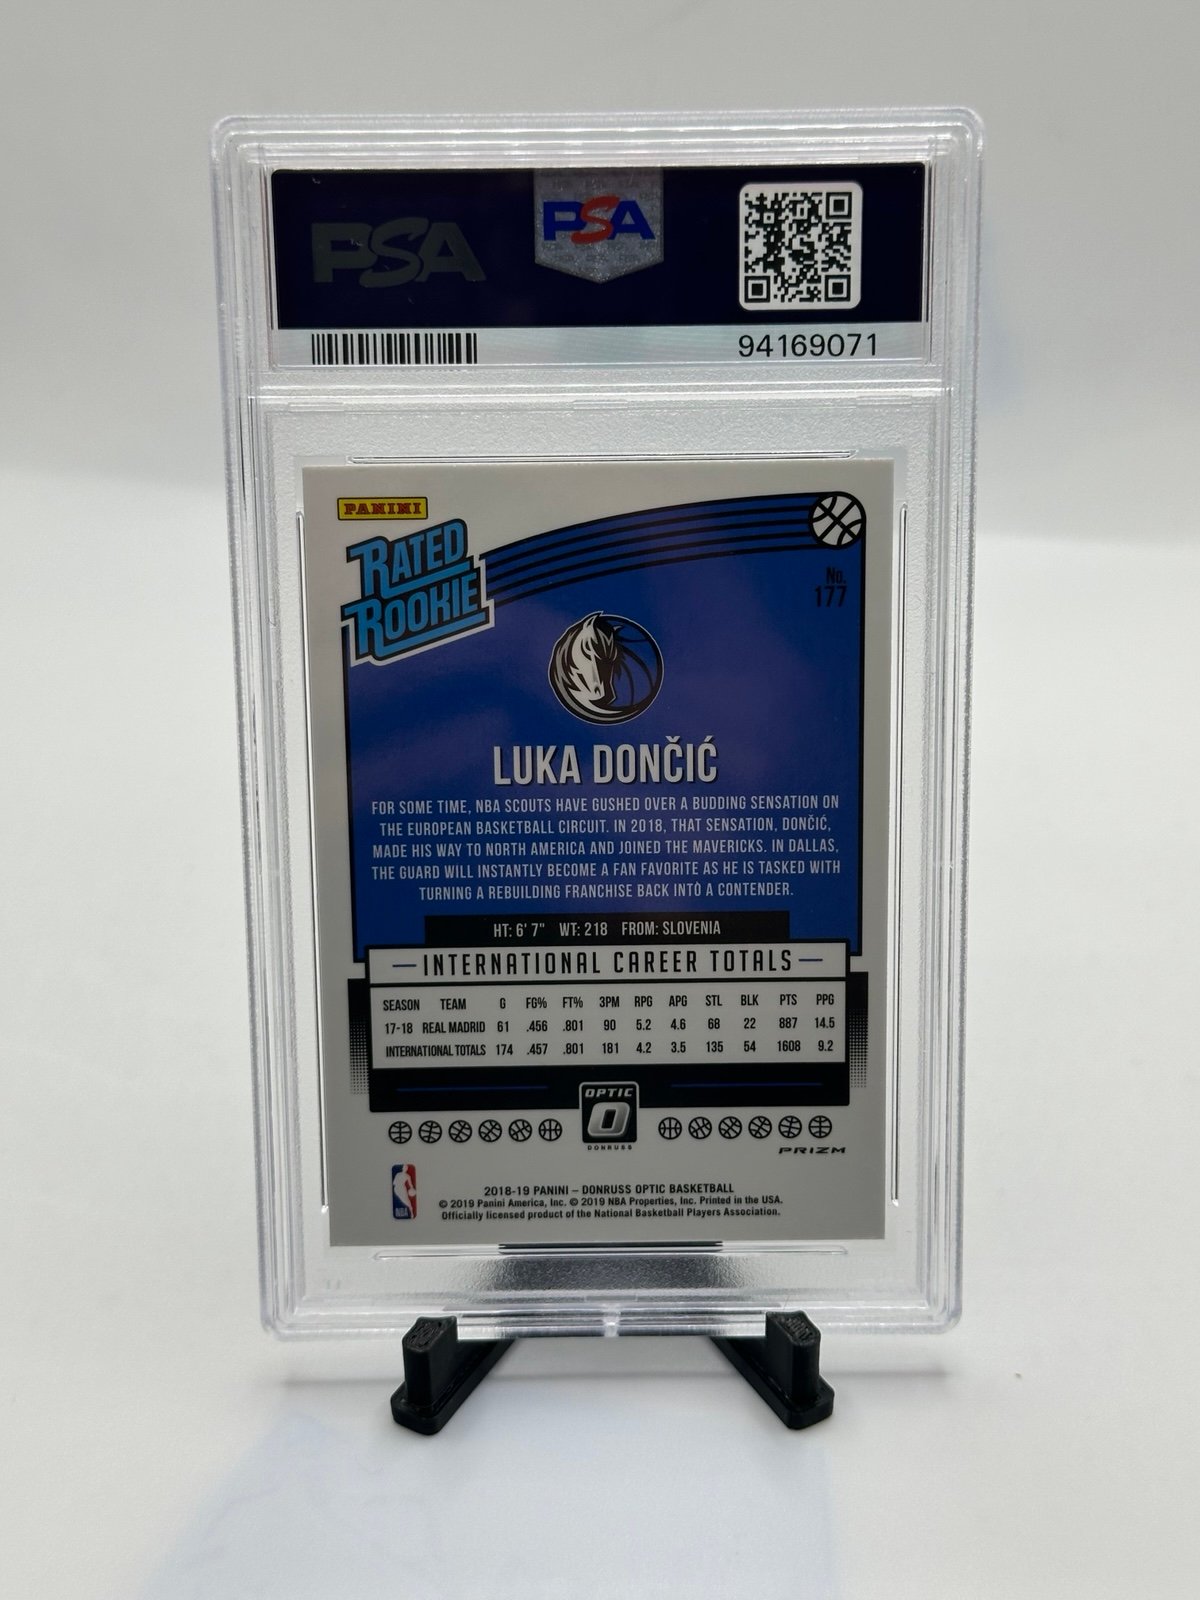 PSA
PSA
94169071
PANINI
RATED
ROOKIE
No.
177
LUKA DONČIĆ
FOR SOME TIME, NBA SCOUTS HAVE GUSHED OVER A BUDDING SENSATION ON
THE EUROPEAN BASKETBALL CIRCUIT. IN 2018, THAT SENSATION, DONČIĆ,
MADE HIS WAY TO NORTH AMERICA AND JOINED THE MAVERICKS. IN DALLAS,
THE GUARD WILL INSTANTLY BECOME A FAN FAVORITE AS HE IS TASKED WITH
TURNING A REBUILDING FRANCHISE BACK INTO A CONTENDER.
HT: 6' 7" WT: 218 FROM: SLOVENIA
INTERNATIONAL CAREER TOTALS
SEASON TEAM G FG% FT% 3PM RPG APG STL BLK PTS PPG
17-18 REAL MADRID 61 .456 .801 90 5.2 4.6 68 22 887 14.5
INTERNATIONAL TOTALS 174 .457 .801 181 4.2 3.5 135 54 1608 9.2
OPTIC
O
DONRUSS
PRIZM
NBA
2018-19 PANINI – DONRUSS OPTIC BASKETBALL
© 2019 Panini America, Inc. © 2019 NBA Properties, Inc. Printed in the USA.
Officially licensed product of the National Basketball Players Association.